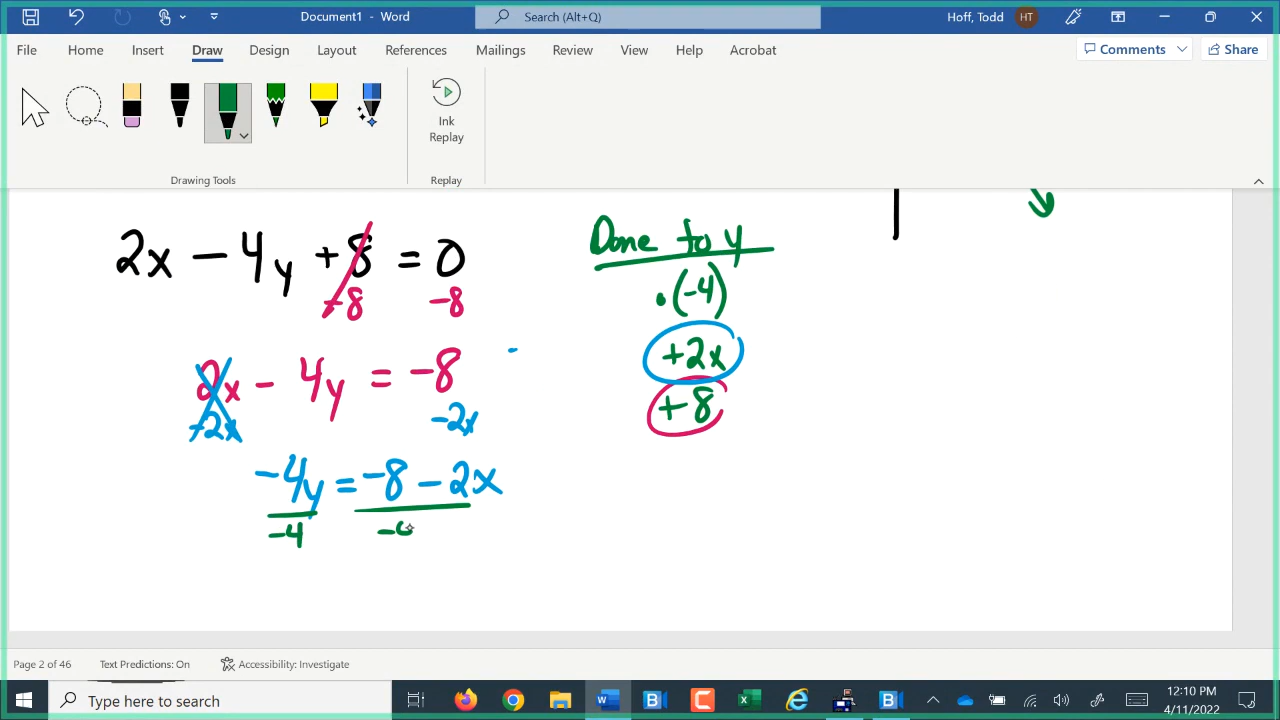 Document1 - Word
Search (Alt+Q)
Hoff, Todd
HT
File Home Insert Draw Design Layout References Mailings Review View Help Acrobat
Comments
Share
Ink
Replay
Drawing Tools
Replay
2x - 4y + 8 = 0
-8 -8
2x - 4y = -8
-2x -2x
-4y = -8 - 2x
-4
Done to y
•(-4)
+2x
+8
Page 2 of 46
Text Predictions: On
Accessibility: Investigate
Type here to search
12:10 PM
4/11/2022